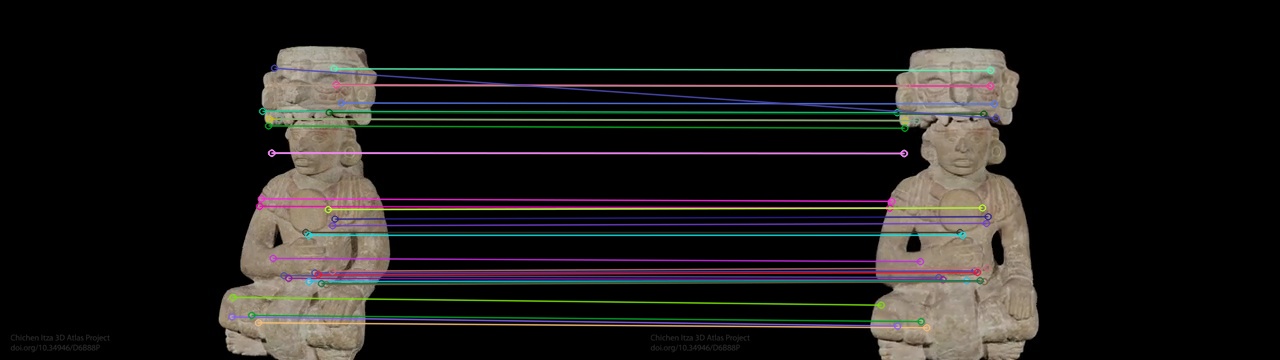 Chichen Itza 3D Atlas Project
doi.org/10.34946/D6B88P
Chichen Itza 3D Atlas Project
doi.org/10.34946/D6B88P